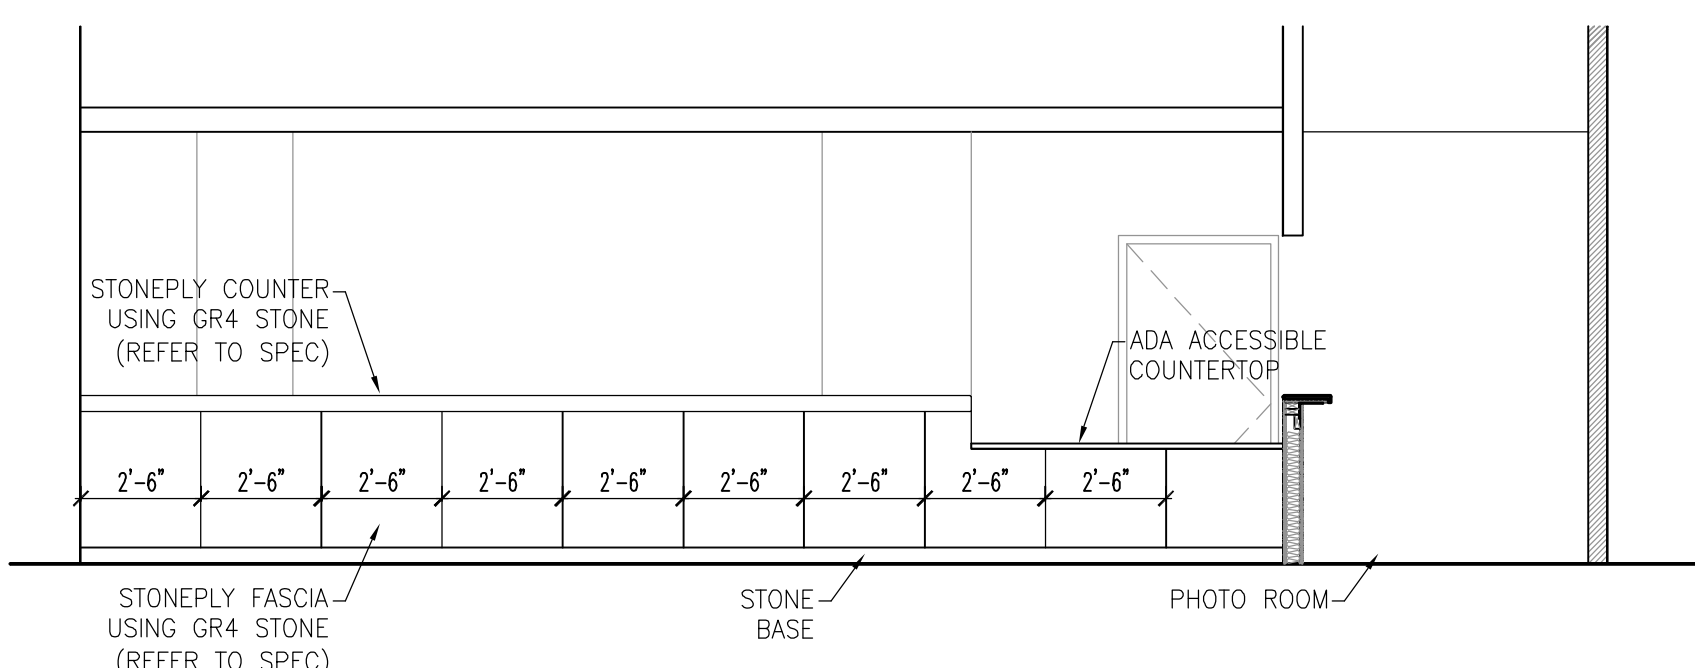 STONEPLY COUNTER
USING GR4 STONE
(REFER TO SPEC)
ADA ACCESSIBLE
COUNTERTOP
2'-6" 2'-6" 2'-6" 2'-6" 2'-6" 2'-6" 2'-6" 2'-6" 2'-6"
STONEPLY FASCIA
USING GR4 STONE
(REFER TO SPEC)
STONE
BASE
PHOTO ROOM